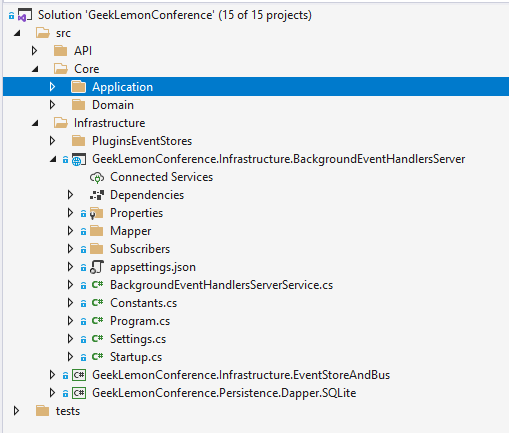 Solution 'GeekLemonConference' (15 of 15 projects)
src
API
Core
Application
Domain
Infrastructure
PluginsEventStores
GeekLemonConference.Infrastructure.BackgroundEventHandlersServer
Connected Services
Dependencies
Properties
Mapper
Subscribers
appsettings.json
C# BackgroundEventHandlersServerService.cs
C# Constants.cs
C# Program.cs
C# Settings.cs
C# Startup.cs
C# GeekLemonConference.Infrastructure.EventStoreAndBus
C# GeekLemonConference.Persistence.Dapper.SQLite
tests